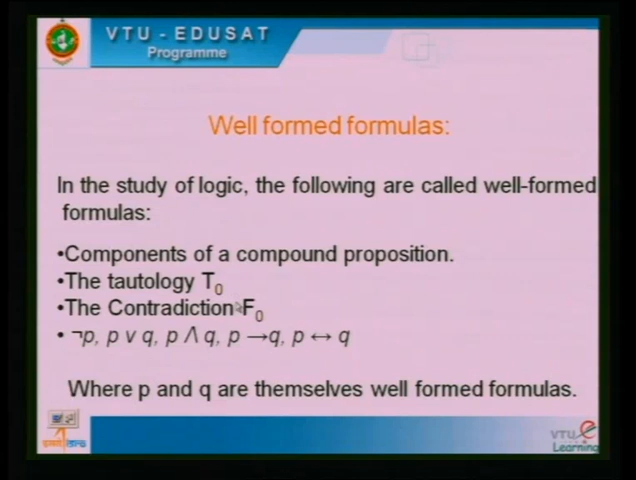 VTU - EDUSAT
Programme
Well formed formulas:
In the study of logic, the following are called well-formed
formulas:
•Components of a compound proposition.
•The tautology T₀
•The Contradiction F₀
• ¬p, p ∨ q, p ∧ q, p →q, p ↔ q
Where p and q are themselves well formed formulas.
VTU e
Learning